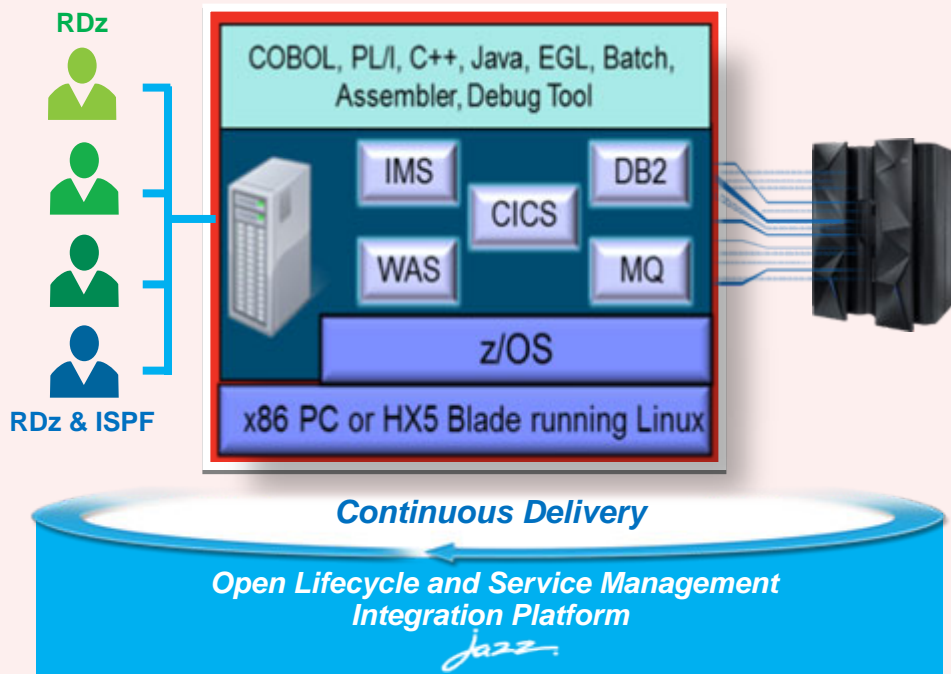 RDz
COBOL, PL/I, C++, Java, EGL, Batch,
Assembler, Debug Tool
IMS
DB2
CICS
WAS
MQ
z/OS
x86 PC or HX5 Blade running Linux
RDz & ISPF
Continuous Delivery
Open Lifecycle and Service Management
Integration Platform
jazz